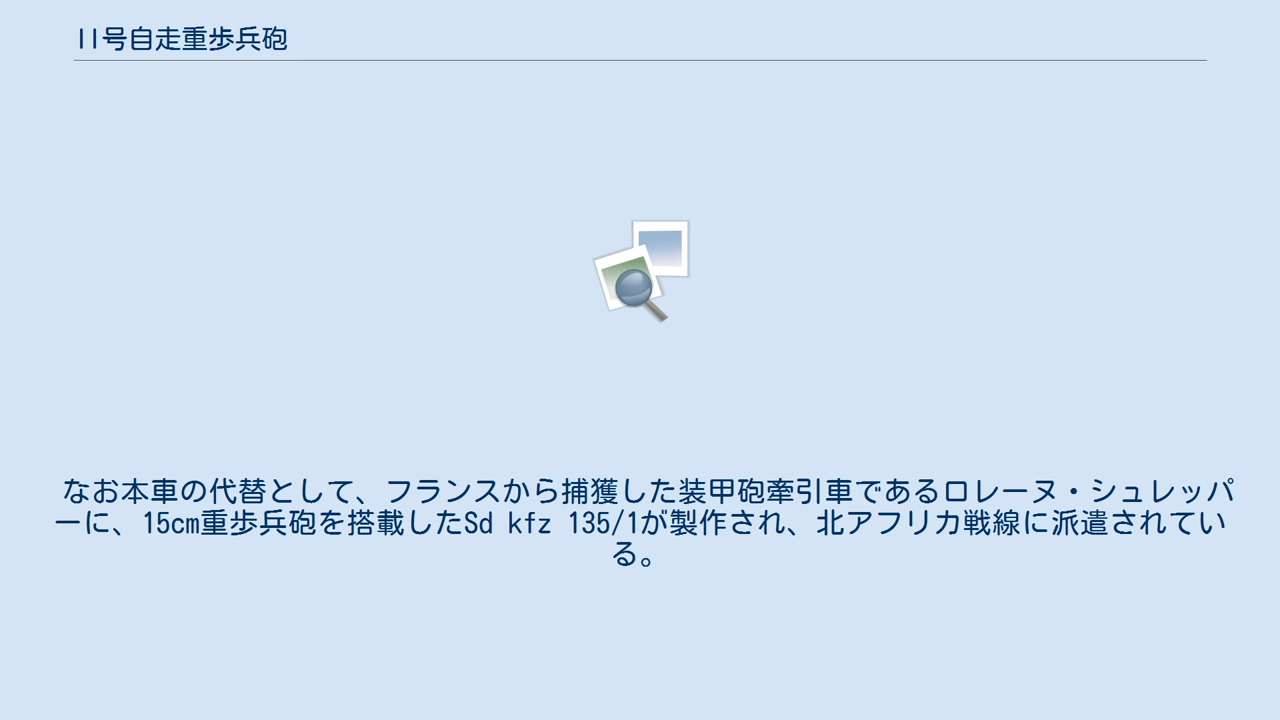 II号自走重歩兵砲
なお本車の代替として、フランスから捕獲した装甲砲牽引車であるロレーヌ・シュレッパ
ーに、15cm重歩兵砲を搭載したSd kfz 135/1が製作され、北アフリカ戦線に派遣されてい
る。